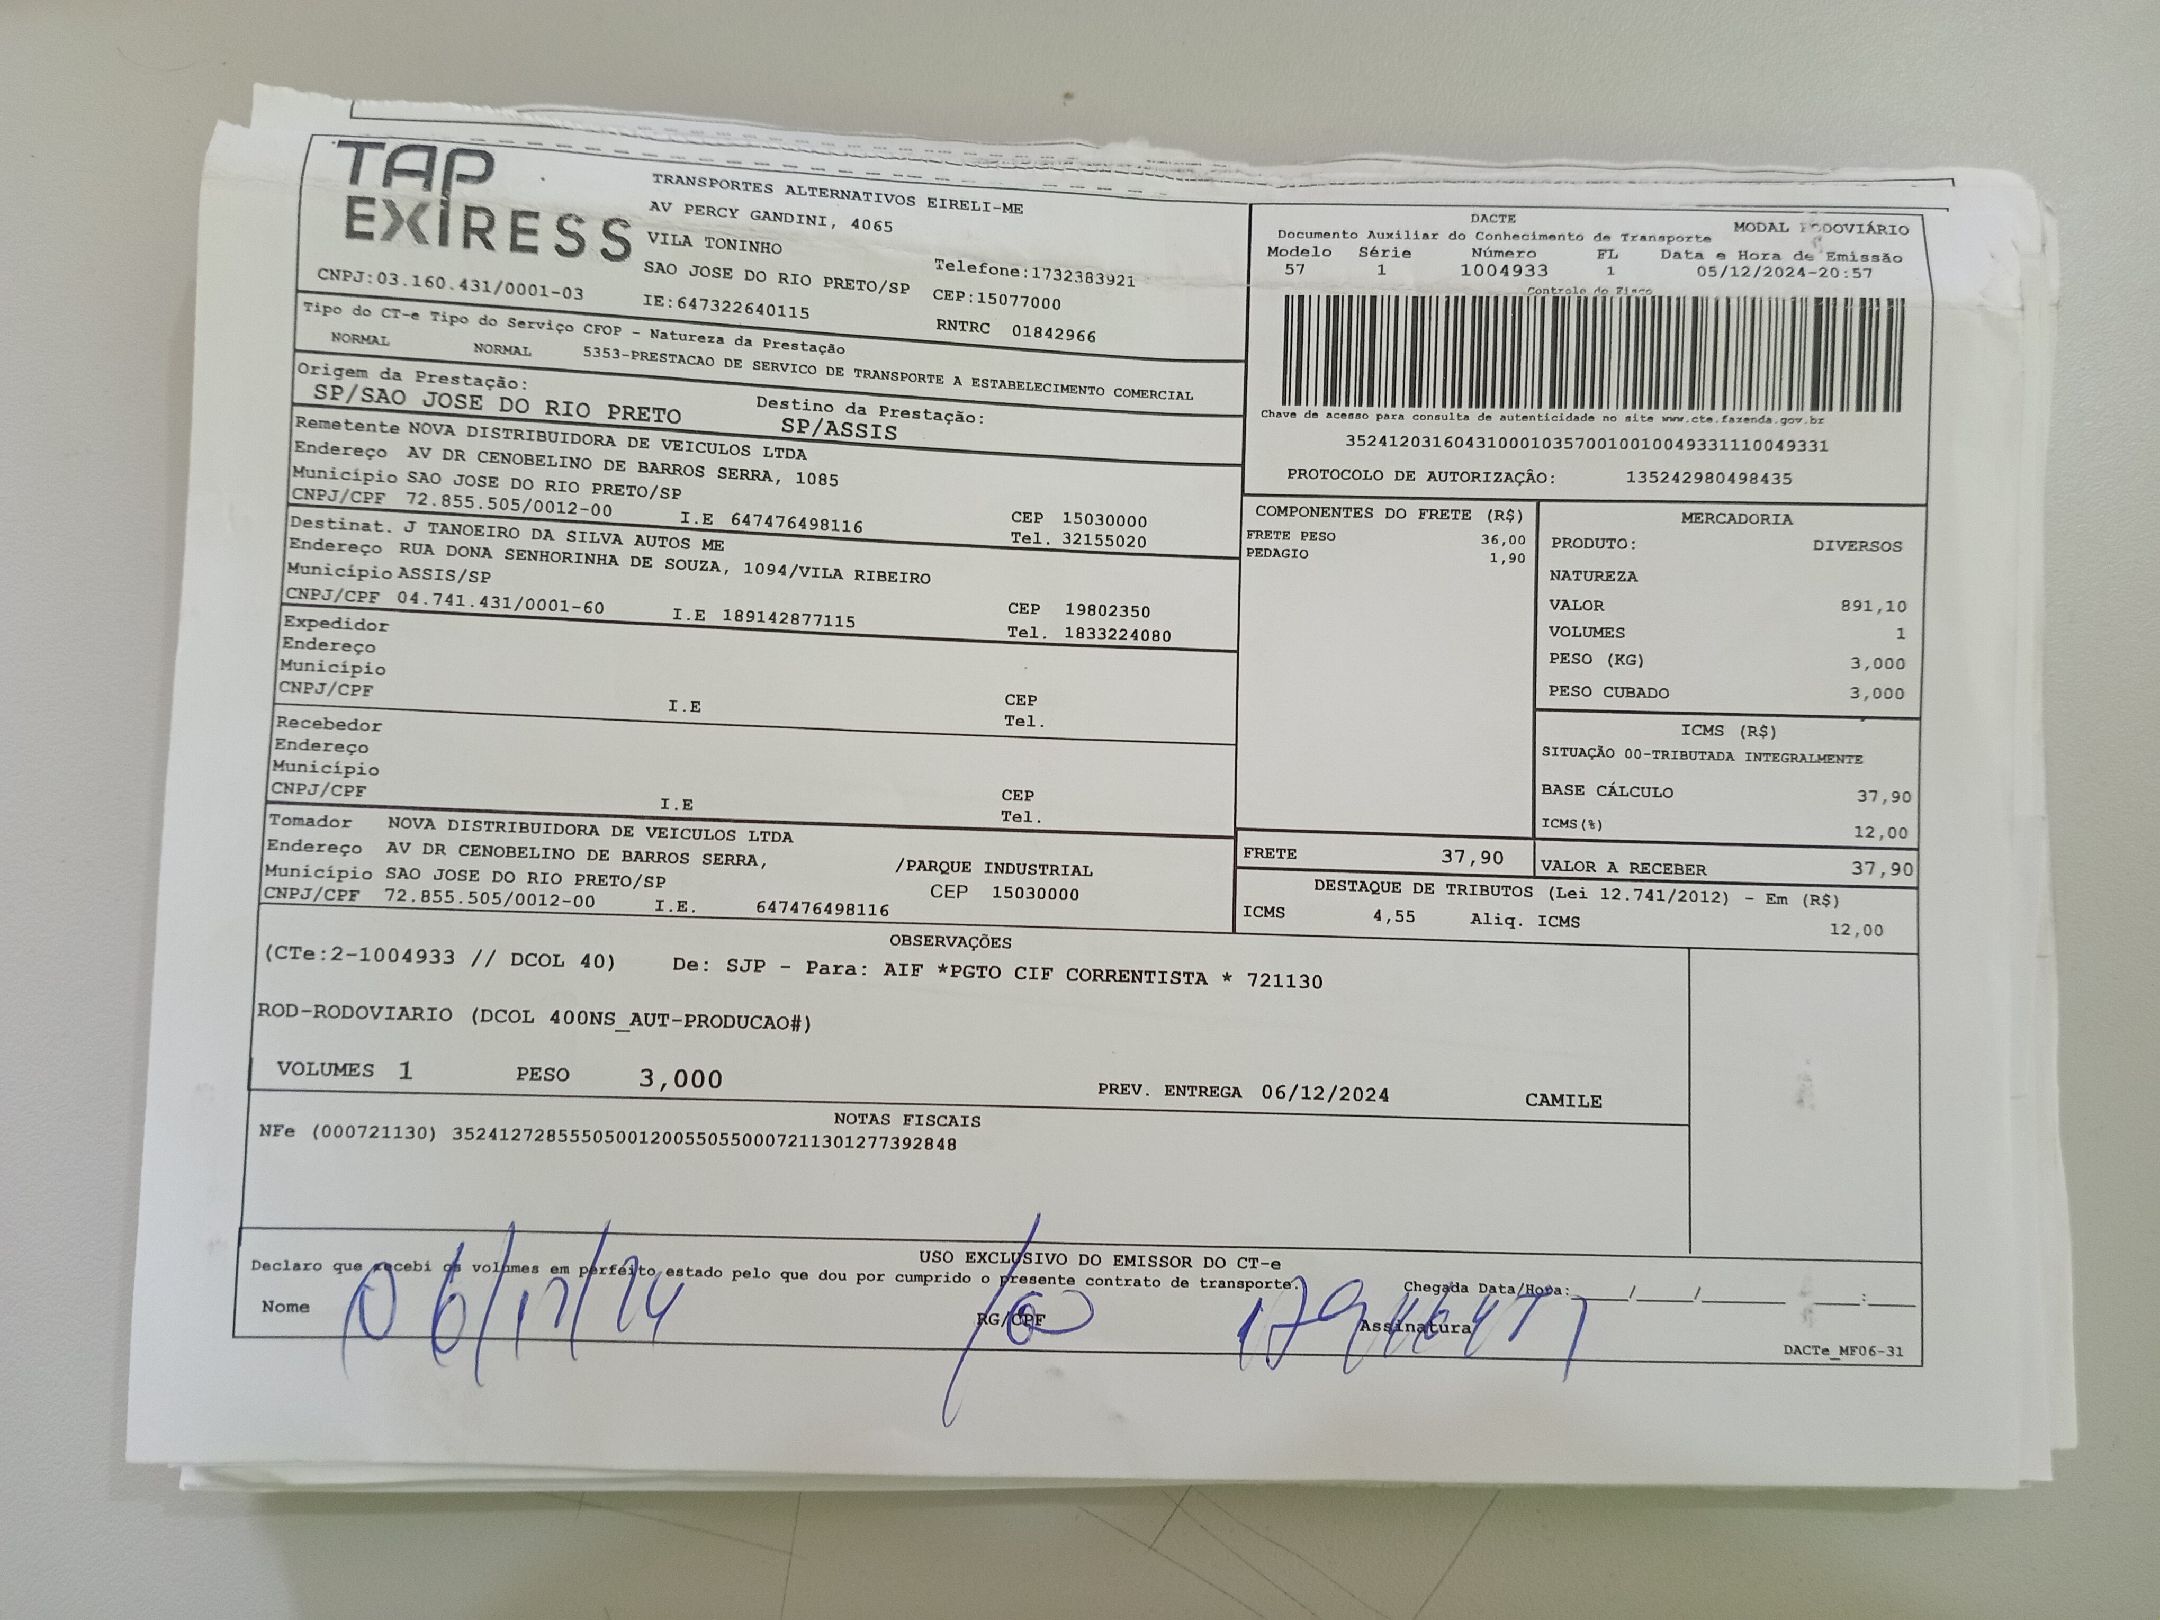 TAP
EXPRESS
TRANSPORTES ALTERNATIVOS EIRELI-ME
AV PERCY GANDINI, 4065
VILA TONINHO
SAO JOSE DO RIO PRETO/SP
Telefone:1732383921
CEP:15077000
CNPJ:03.160.431/0001-03
IE:647322640115
RNTRC 01842966
Tipo do CT-e Tipo do Serviço CFOP - Natureza da Prestação
NORMAL NORMAL 5353-PRESTACAO DE SERVICO DE TRANSPORTE A ESTABELECIMENTO COMERCIAL
Origem da Prestação:
SP/SAO JOSE DO RIO PRETO
Destino da Prestação:
SP/ASSIS
Remetente NOVA DISTRIBUIDORA DE VEICULOS LTDA
Endereço AV DR CENOBELINO DE BARROS SERRA, 1085
Município SAO JOSE DO RIO PRETO/SP
CEP 15030000
CNPJ/CPF 72.855.505/0012-00 I.E 647476498116
Tel. 32155020
Destinat. J TANOEIRO DA SILVA AUTOS ME
Endereço RUA DONA SENHORINHA DE SOUZA, 1094/VILA RIBEIRO
Município ASSIS/SP
CEP 19802350
CNPJ/CPF 04.741.431/0001-60 I.E 189142877115
Tel. 1833224080
Expedidor
Endereço
Município
CEP
CNPJ/CPF I.E
Tel.
Recebedor
Endereço
Município
CEP
CNPJ/CPF I.E
Tel.
Tomador NOVA DISTRIBUIDORA DE VEICULOS LTDA
Endereço AV DR CENOBELINO DE BARROS SERRA, /PARQUE INDUSTRIAL
Município SAO JOSE DO RIO PRETO/SP
CEP 15030000
CNPJ/CPF 72.855.505/0012-00 I.E. 647476498116
DACTE
MODAL RODOVIÁRIO
Documento Auxiliar do Conhecimento de Transporte
Modelo Série Número FL Data e Hora de Emissão
57 1 1004933 1 05/12/2024-20:57
Controle do Fisco
Chave de acesso para consulta de autenticidade no site www.cte.fazenda.gov.br
35241203160431000103570010010049331110049331
PROTOCOLO DE AUTORIZAÇÃO: 135242980498435
COMPONENTES DO FRETE (R$)
FRETE PESO 36,00
PEDAGIO 1,90
MERCADORIA
PRODUTO: DIVERSOS
NATUREZA
VALOR 891,10
VOLUMES 1
PESO (KG) 3,000
PESO CUBADO 3,000
ICMS (R$)
SITUAÇÃO 00-TRIBUTADA INTEGRALMENTE
BASE CÁLCULO 37,90
ICMS(%) 12,00
FRETE 37,90
VALOR A RECEBER 37,90
DESTAQUE DE TRIBUTOS (Lei 12.741/2012) - Em (R$)
ICMS 4,55 Aliq. ICMS 12,00
OBSERVAÇÕES
(CTe:2-1004933 // DCOL 40) De: SJP - Para: AIF *PGTO CIF CORRENTISTA * 721130
ROD-RODOVIARIO (DCOL 400NS_AUT-PRODUCAO#)
VOLUMES 1 PESO 3,000 PREV. ENTREGA 06/12/2024 CAMILE
NOTAS FISCAIS
NFe (000721130) 35241272855505001200550550007211301277392848
USO EXCLUSIVO DO EMISSOR DO CT-e
Declaro que recebi os volumes em perfeito estado pelo que dou por cumprido o presente contrato de transporte.
Chegada Data/Hora:____/____/______ ___:___
Nome 06/12/24 RG/CPF Assinatura
DACTe_MF06-31